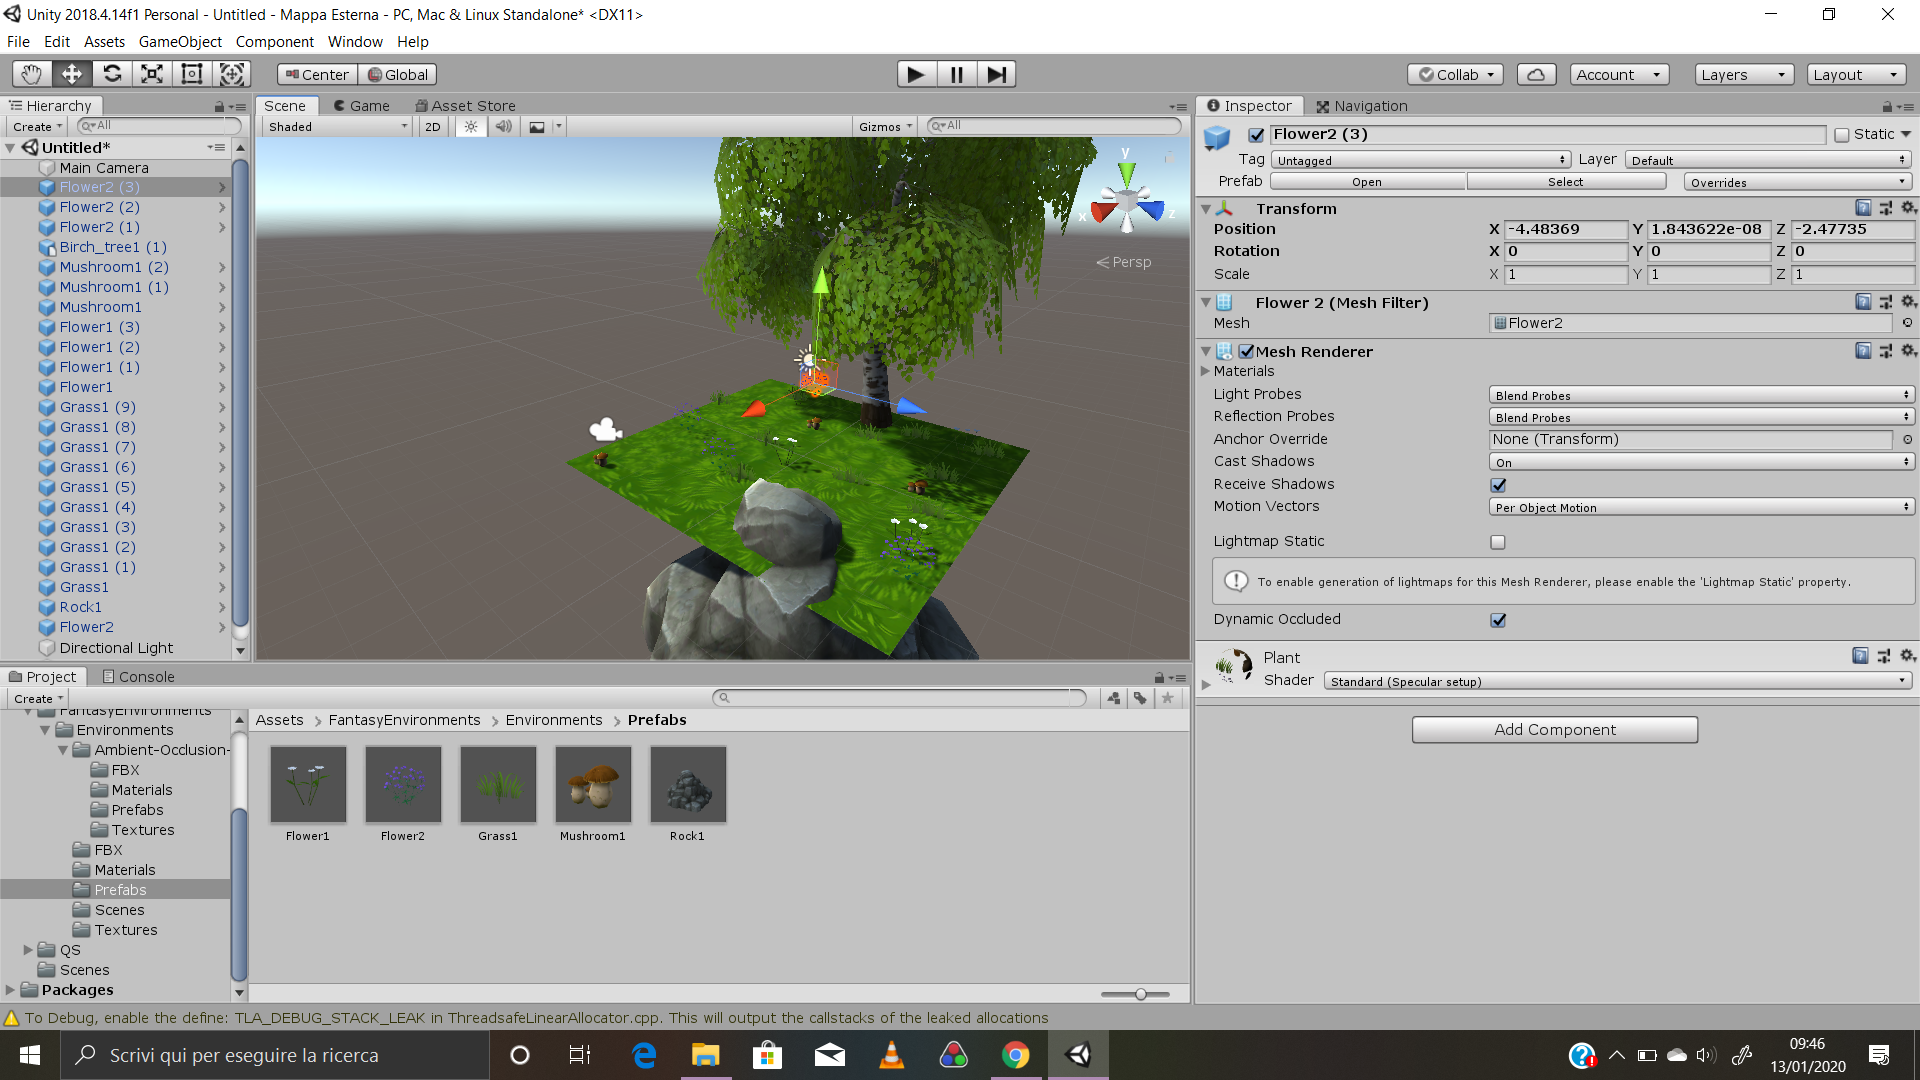 Unity 2018.4.14f1 Personal - Untitled - Mappa Esterna - PC, Mac & Linux Standalone* <DX11>
File Edit Assets GameObject Component Window Help
Center Global Collab Account Layers Layout
Hierarchy
Create All
Untitled*
Main Camera
Flower2 (3)
Flower2 (2)
Flower2 (1)
Birch_tree1 (1)
Mushroom1 (2)
Mushroom1 (1)
Mushroom1
Flower1 (3)
Flower1 (2)
Flower1 (1)
Flower1
Grass1 (9)
Grass1 (8)
Grass1 (7)
Grass1 (6)
Grass1 (5)
Grass1 (4)
Grass1 (3)
Grass1 (2)
Grass1 (1)
Grass1
Rock1
Flower2
Directional Light
Scene Game Asset Store
Shaded 2D Gizmos All
y
x z
Persp
Inspector Navigation
Flower2 (3) Static
Tag Untagged Layer Default
Prefab Open Select Overrides
Transform
Position X -4.48369 Y 1.843622e-08 Z -2.47735
Rotation X 0 Y 0 Z 0
Scale X 1 Y 1 Z 1
Flower 2 (Mesh Filter)
Mesh Flower2
Mesh Renderer
Materials
Light Probes Blend Probes
Reflection Probes Blend Probes
Anchor Override None (Transform)
Cast Shadows On
Receive Shadows
Motion Vectors Per Object Motion
Lightmap Static
To enable generation of lightmaps for this Mesh Renderer, please enable the 'Lightmap Static' property.
Dynamic Occluded
Plant
Shader Standard (Specular setup)
Add Component
Project Console
Create
FantasyEnvironments
Environments
Ambient-Occlusion-
FBX
Materials
Prefabs
Textures
FBX
Materials
Prefabs
Scenes
Textures
QS
Scenes
Packages
Assets FantasyEnvironments Environments Prefabs
Flower1 Flower2 Grass1 Mushroom1 Rock1
To Debug, enable the define: TLA_DEBUG_STACK_LEAK in ThreadsafeLinearAllocator.cpp. This will output the callstacks of the leaked allocations
Scrivi qui per eseguire la ricerca
09:46
13/01/2020